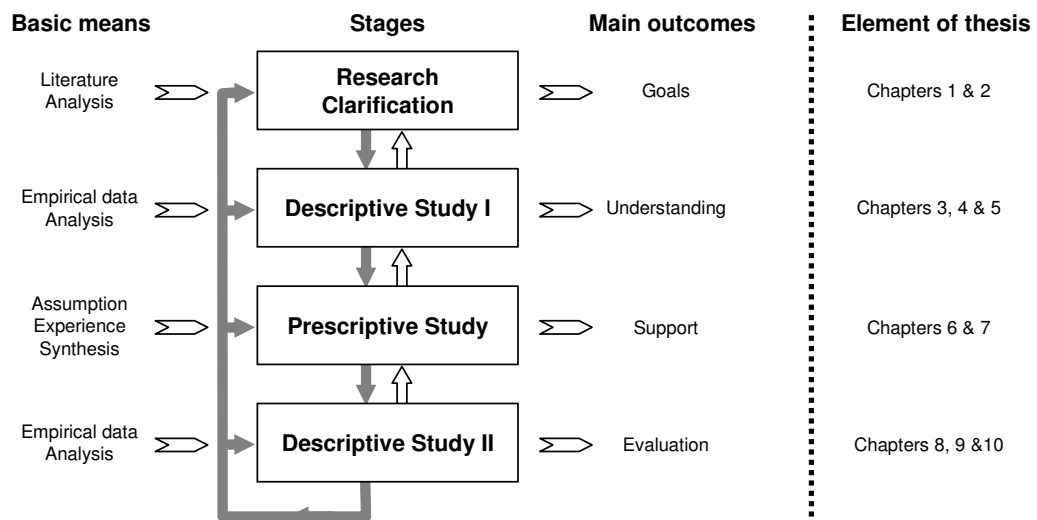 Basic means
Stages
Main outcomes
Element of thesis
Literature
Analysis
Research
Clarification
Goals
Chapters 1 & 2
Empirical data
Analysis
Descriptive Study I
Understanding
Chapters 3, 4 & 5
Assumption
Experience
Synthesis
Prescriptive Study
Support
Chapters 6 & 7
Empirical data
Analysis
Descriptive Study II
Evaluation
Chapters 8, 9 &10